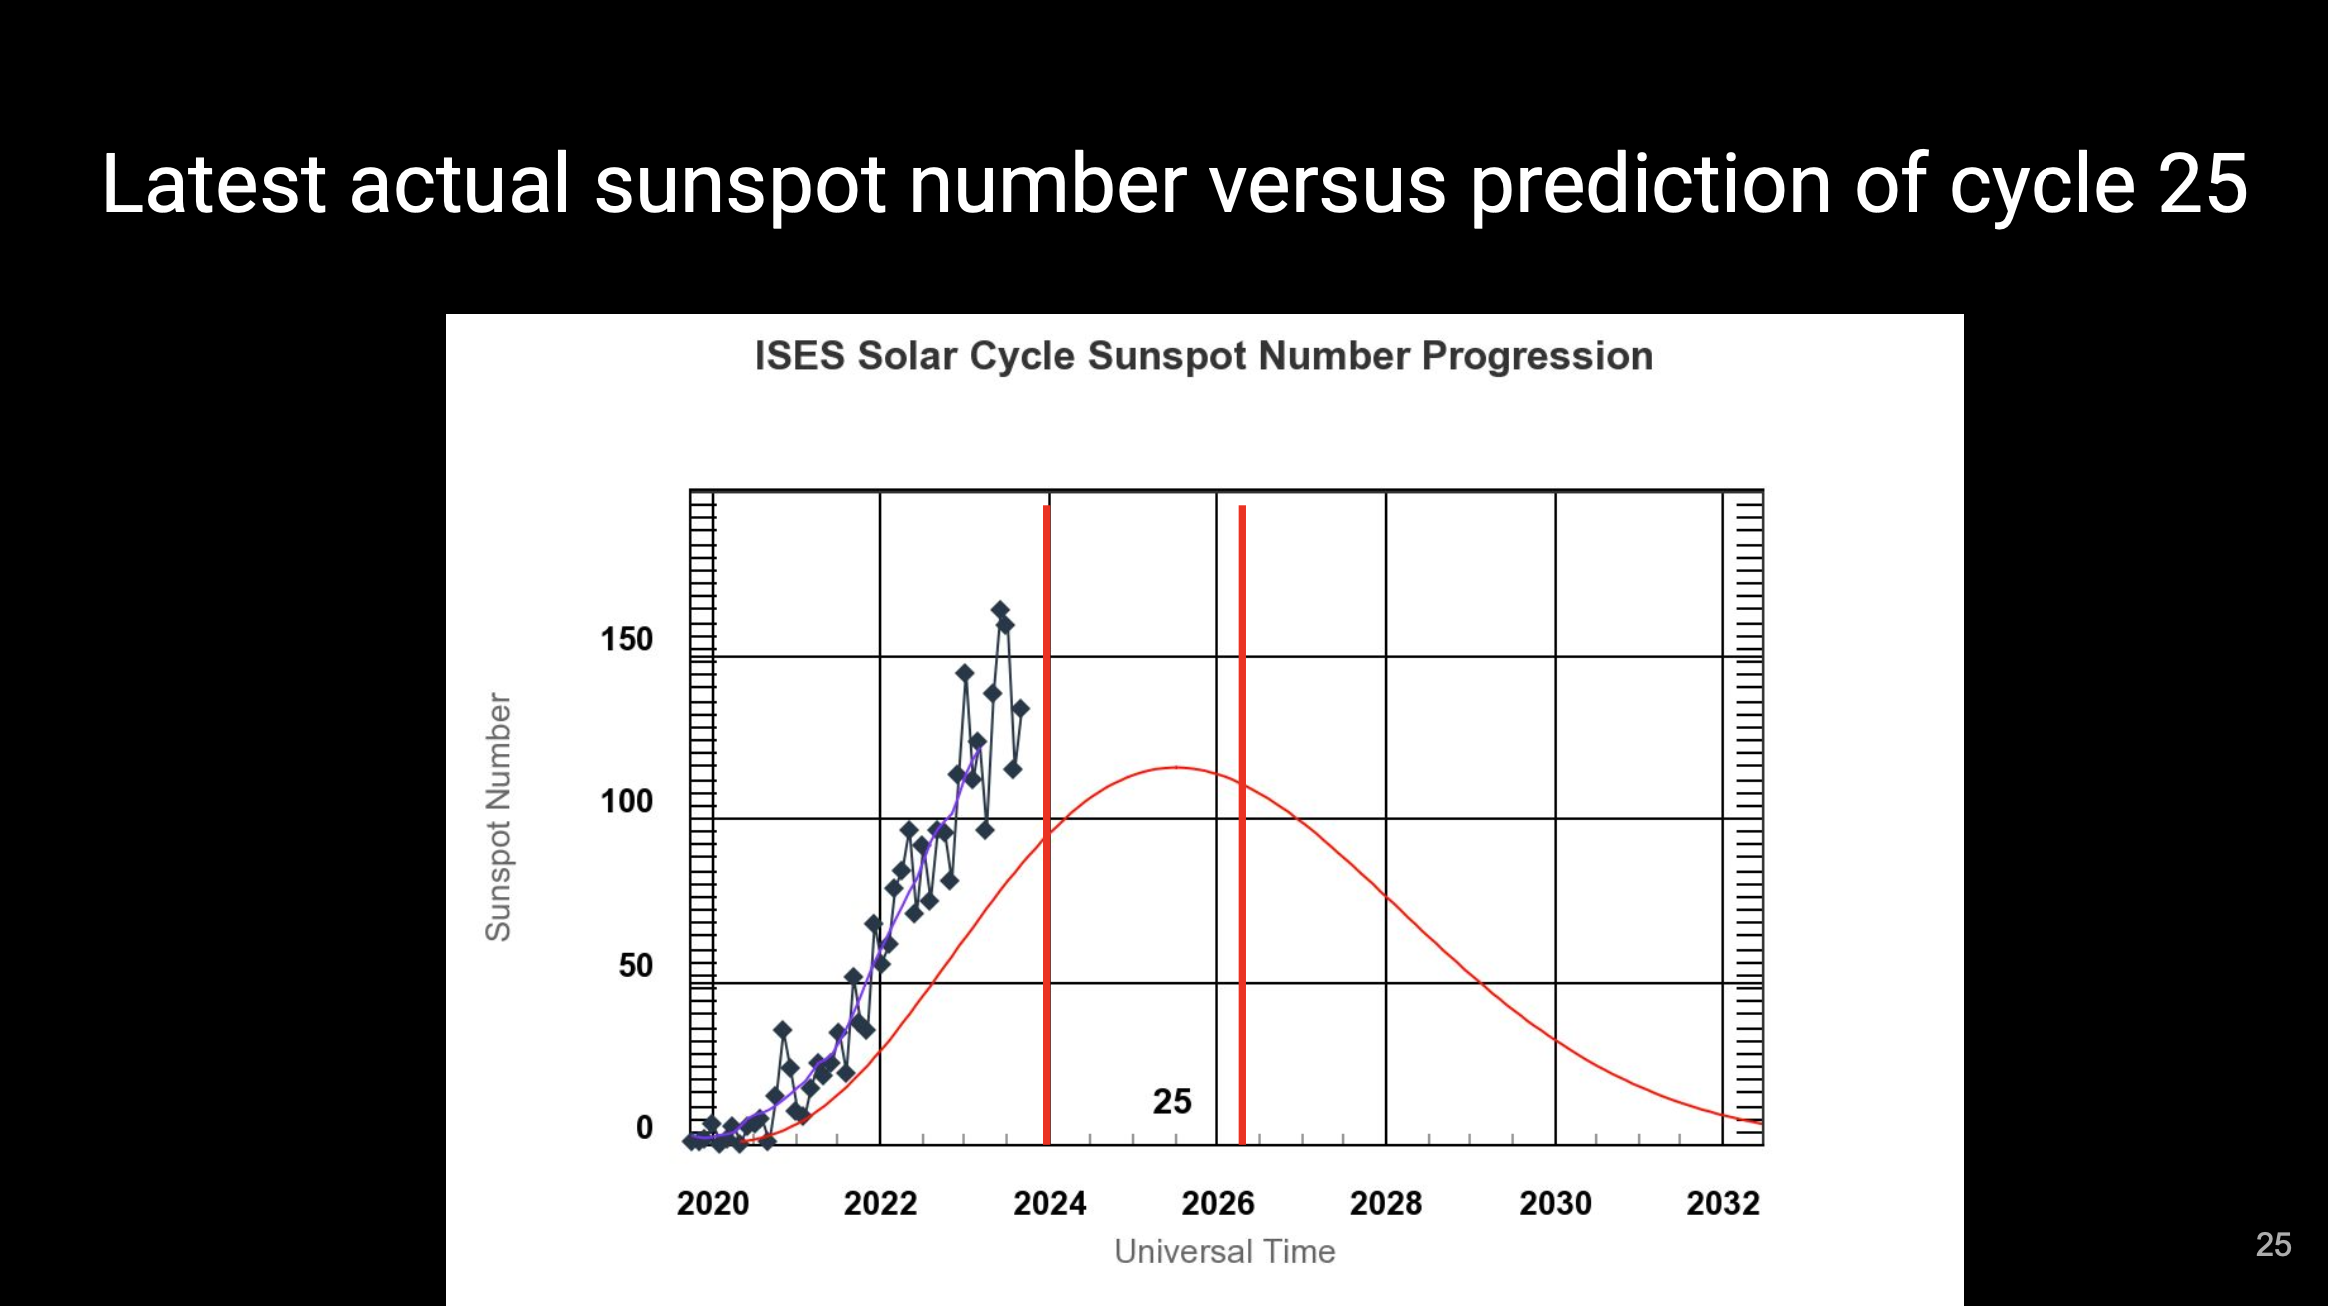 Latest actual sunspot number versus prediction of cycle 25
ISES Solar Cycle Sunspot Number Progression
Sunspot Number
150
100
50
0
25
2020 2022 2024 2026 2028 2030 2032
Universal Time
25